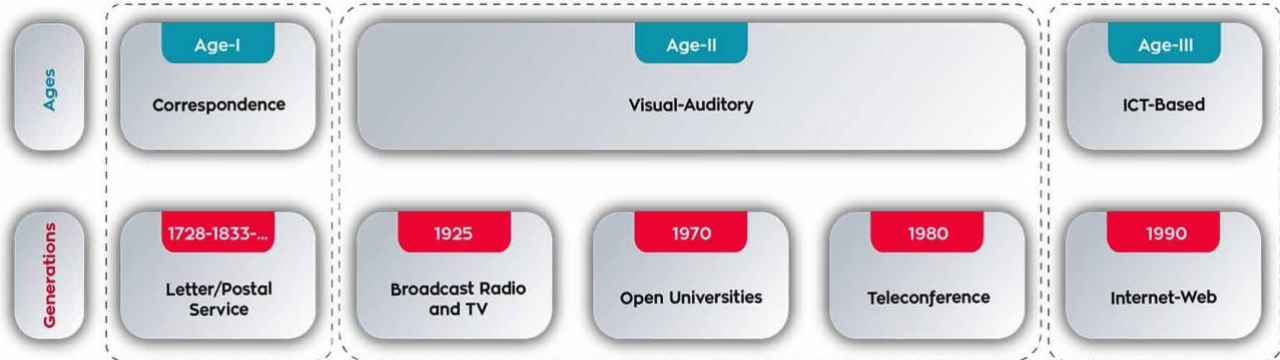 Ages
Age-I
Correspondence
Age-II
Visual-Auditory
Age-III
ICT-Based
Generations
1728-1833-...
Letter/Postal
Service
1925
Broadcast Radio
and TV
1970
Open Universities
1980
Teleconference
1990
Internet-Web